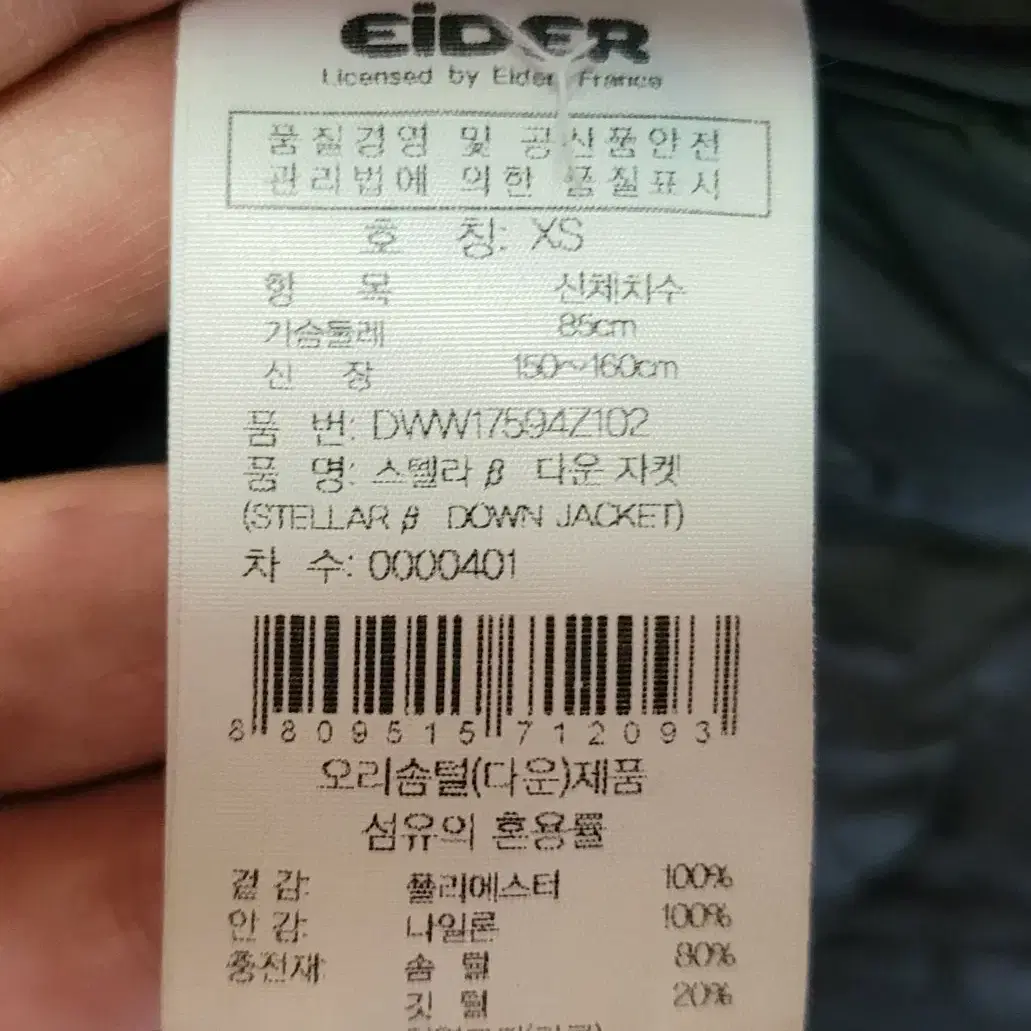 EiDER
Licensed by Eider France
품질경영 및 공산품안전
관리법에 의한 품질표시
호 칭: XS
항 목 신체치수
가슴둘레 85cm
신 장 150~160cm
품 번: DWW17594Z102
품 명: 스텔라 β 다운 자켓
(STELLAR β DOWN JACKET)
차 수: 0000401
8 809515 712093
오리솜털(다운)제품
섬유의 혼용률
겉 감: 폴리에스터 100%
안 감: 나일론 100%
충전재: 솜 털 80%
깃 털 20%